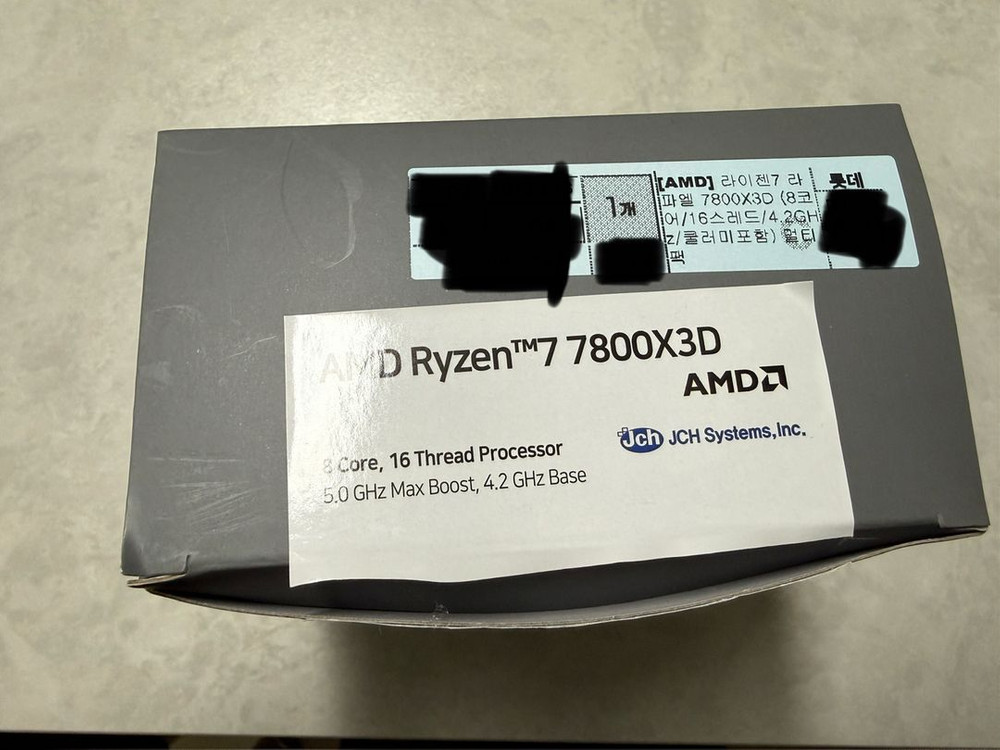 1개
[AMD] 라이젠7 라
파엘 7800X3D (8코
어/16스레드/4.2GH
z/쿨러미포함) 멀티
팩
롯데
AMD Ryzen™7 7800X3D
AMD
Jch JCH Systems,Inc.
8 Core, 16 Thread Processor
5.0 GHz Max Boost, 4.2 GHz Base